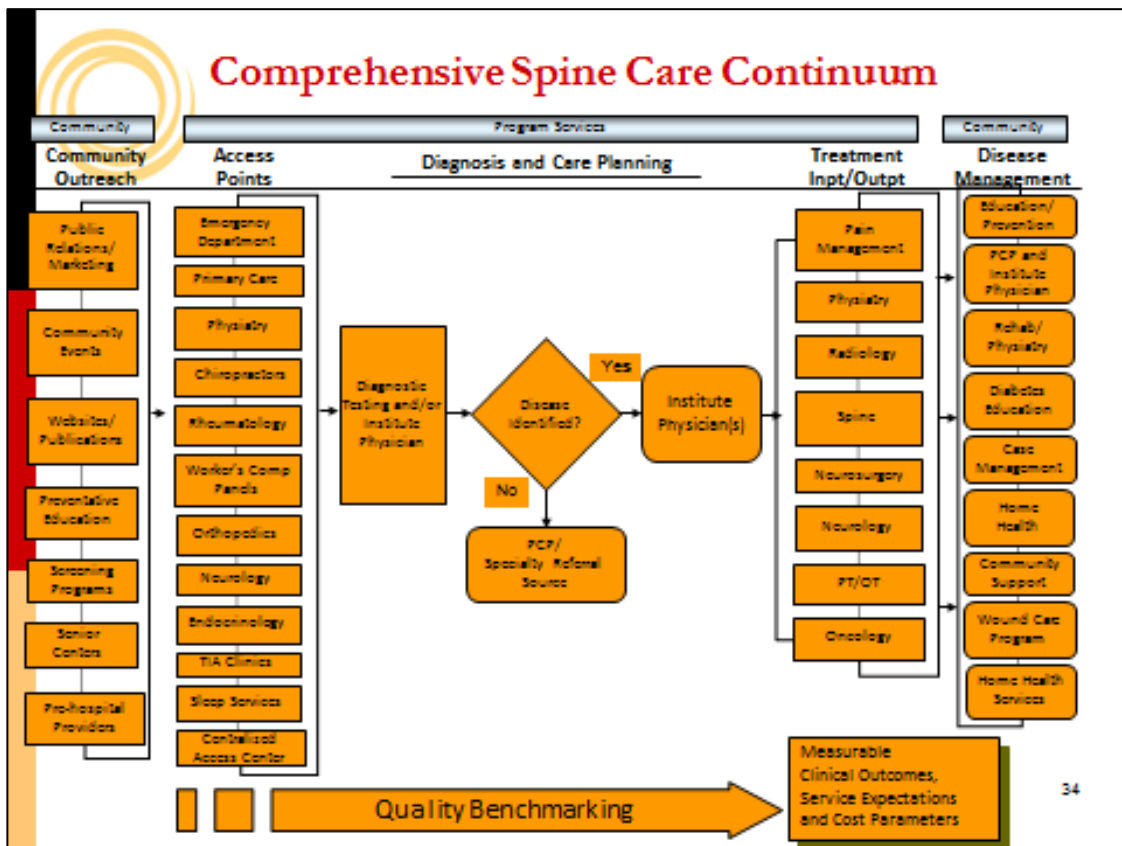 Comprehensive Spine Care Continuum
Community
Program Services
Community
Community
Outreach
Access
Points
Diagnosis and Care Planning
Treatment
Inpt/Outpt
Disease
Management
Public
Relations/
Marketing
Community
Events
Websites/
Publications
Preventative
Education
Screening
Programs
Senior
Centers
Pre-hospital
Providers
Emergency
Department
Primary Care
Physiatry
Chiropractors
Rheumatology
Worker's Comp
Panels
Orthopedics
Neurology
Endocrinology
TIA Clinics
Sleep Services
Centralized
Access Center
Diagnostic
Testing and/or
Institute
Physician
Disease
Identified?
Yes
No
Institute
Physician(s)
PCP/
Specialty Referral
Source
Pain
Management
Physiatry
Radiology
Spine
Neurosurgery
Neurology
PT/OT
Oncology
Education/
Prevention
PCP and
Institute
Physician
Rehab/
Physiatry
Diabetes
Education
Case
Management
Home
Health
Community
Support
Wound Care
Program
Home Health
Services
Quality Benchmarking
Measurable
Clinical Outcomes,
Service Expectations
and Cost Parameters
34